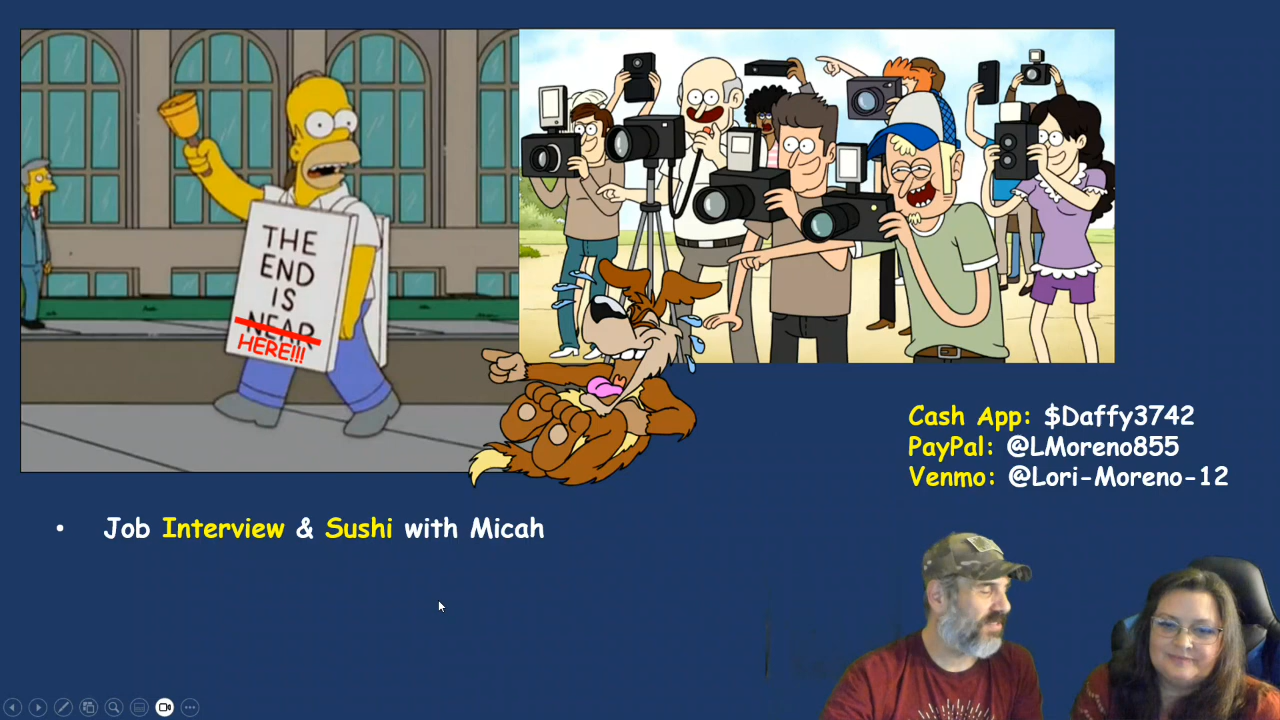 THE
END
IS
NEAR
HERE!!!
Cash App: $Daffy3742
PayPal: @LMoreno855
Venmo: @Lori-Moreno-12
• Job Interview & Sushi with Micah